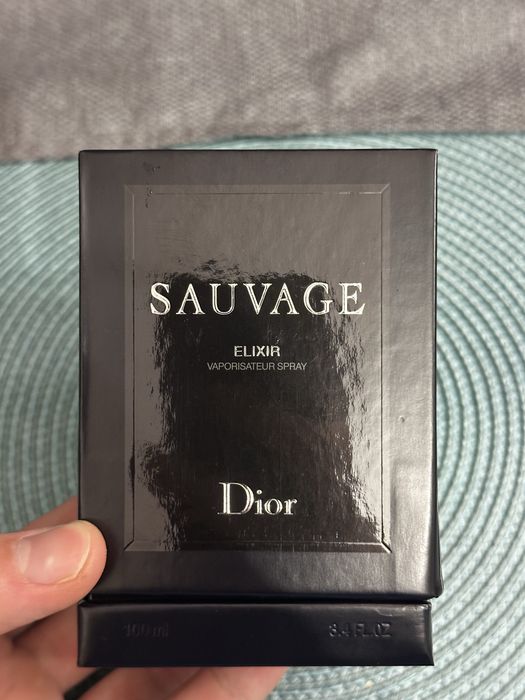 SAUVAGE
ELIXIR
VAPORISATEUR SPRAY
Dior
100 ml 3.4 FL.OZ